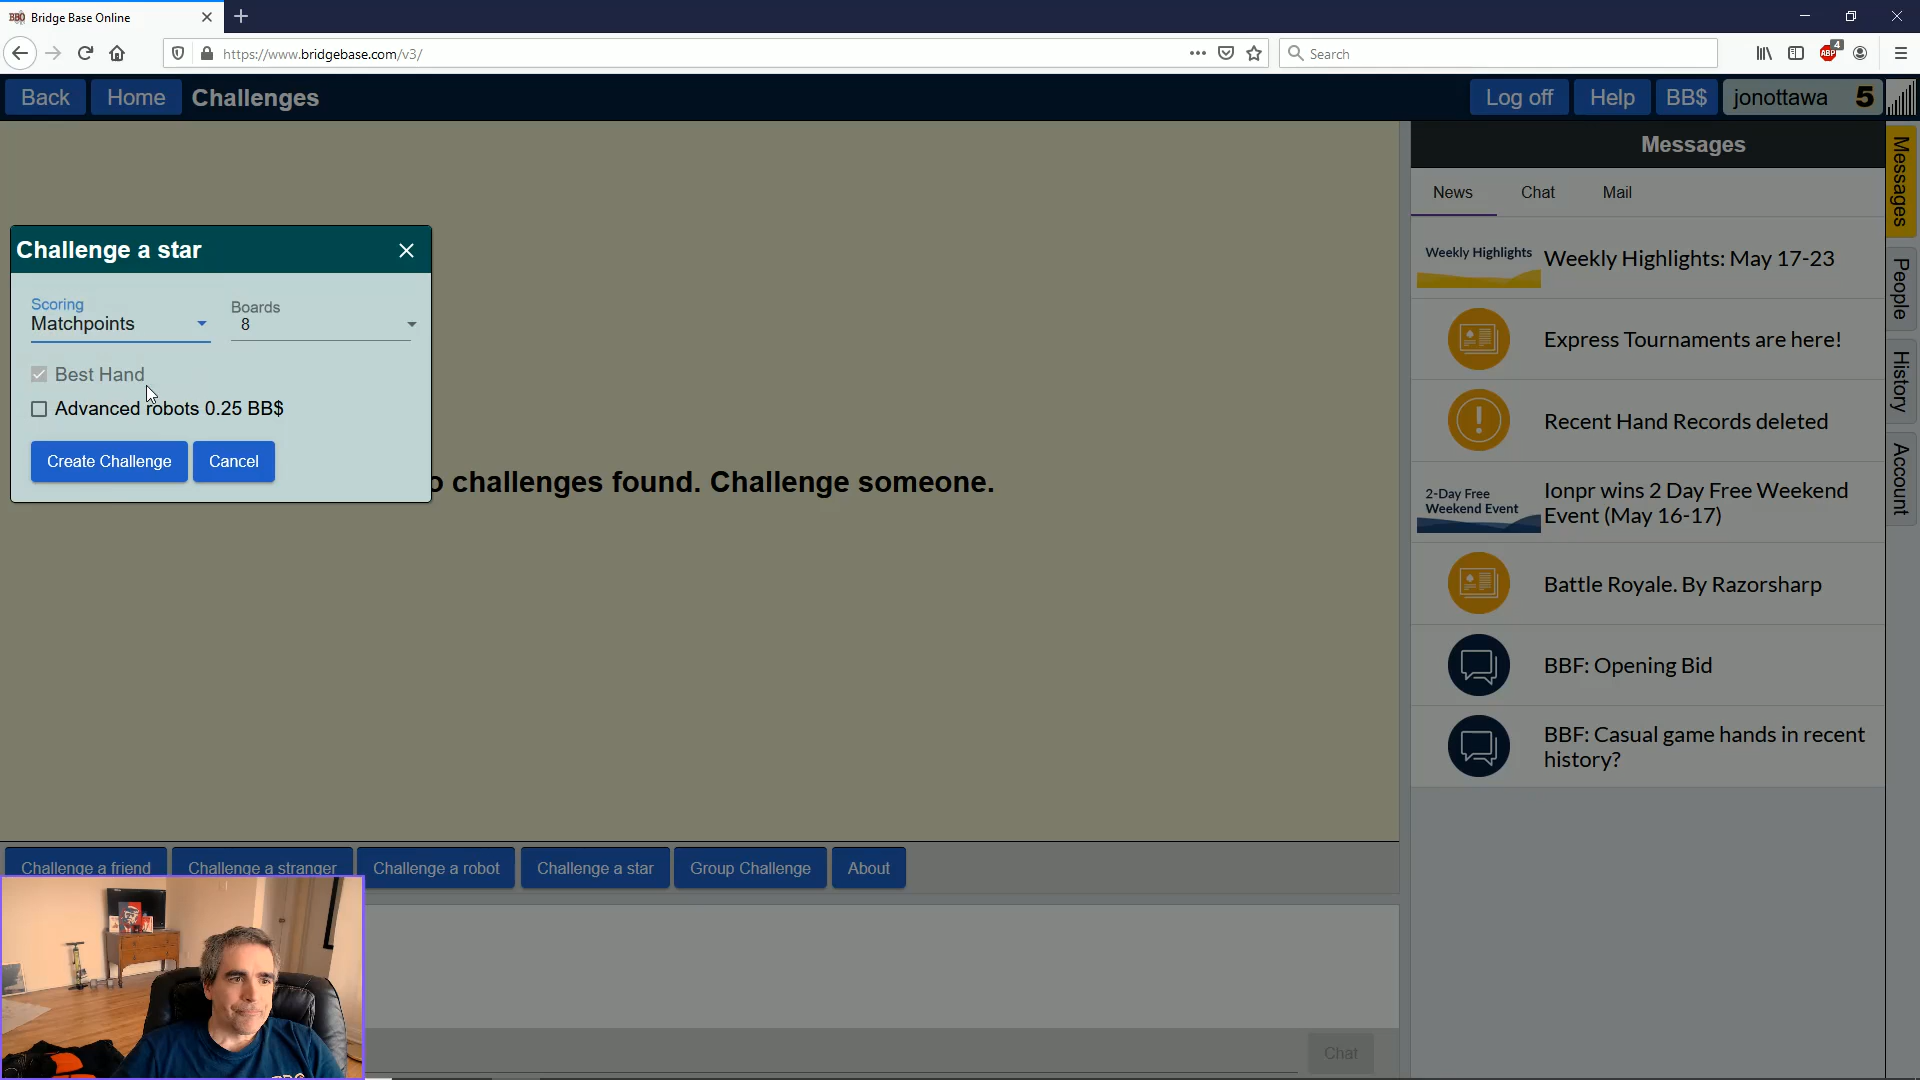 BBO Bridge Base Online
https://www.bridgebase.com/v3/
Search
ABP
4
Back
Home
Challenges
Log off
Help
BB$
jonottawa 5
Messages
News
Chat
Mail
Weekly Highlights
Weekly Highlights: May 17-23
Express Tournaments are here!
Recent Hand Records deleted
2-Day Free
Weekend Event
Ionpr wins 2 Day Free Weekend
Event (May 16-17)
Battle Royale. By Razorsharp
BBF: Opening Bid
BBF: Casual game hands in recent
history?
Messages
People
History
Account
Challenge a star
Scoring
Matchpoints
Boards
8
Best Hand
Advanced robots 0.25 BB$
Create Challenge
Cancel
o challenges found. Challenge someone.
Challenge a friend
Challenge a stranger
Challenge a robot
Challenge a star
Group Challenge
About
Chat